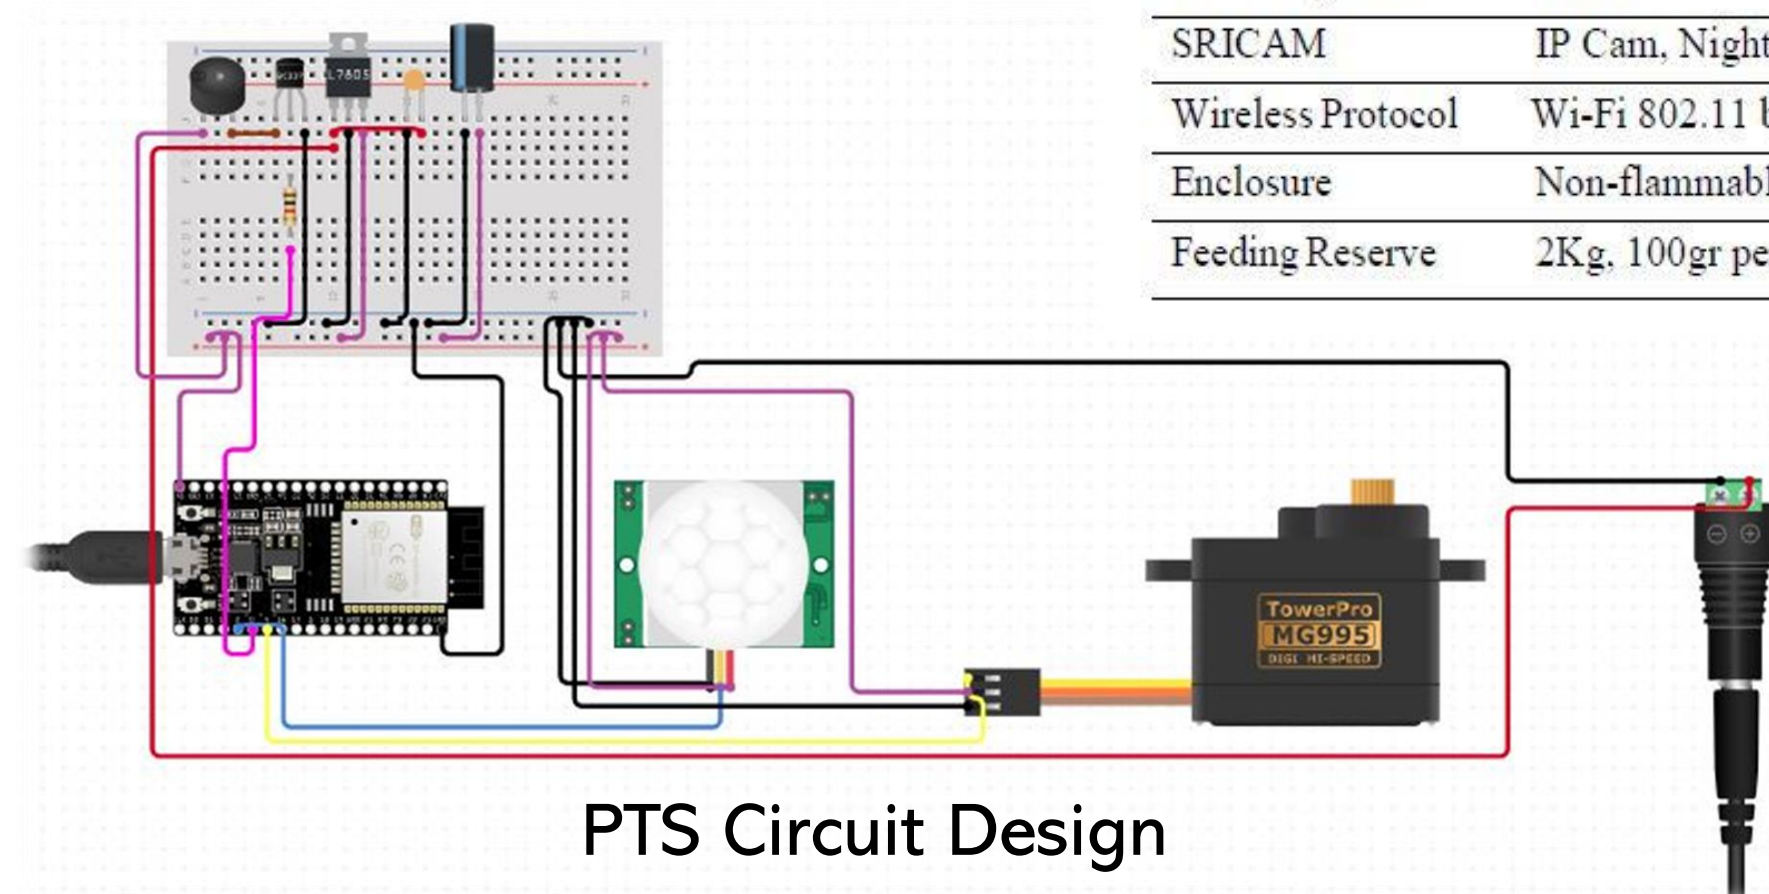 SRICAM IP Cam, Night
Wireless Protocol Wi-Fi 802.11 b
Enclosure Non-flammabl
Feeding Reserve 2Kg, 100gr pe
L7805
TowerPro
MG995
DIGI HI-SPEED
PTS Circuit Design